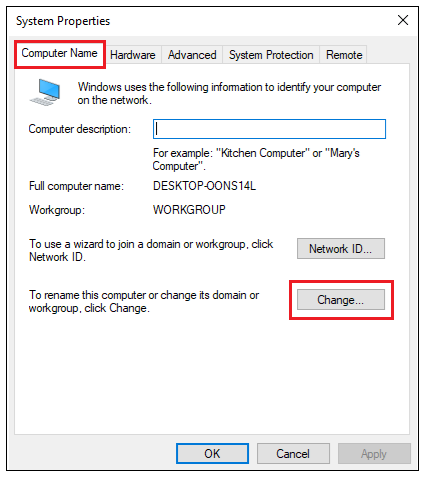 System Properties
Computer Name Hardware Advanced System Protection Remote
Windows uses the following information to identify your computer
on the network.
Computer description:
For example: "Kitchen Computer" or "Mary's
Computer".
Full computer name: DESKTOP-OONS14L
Workgroup: WORKGROUP
To use a wizard to join a domain or workgroup, click
Network ID.
Network ID...
To rename this computer or change its domain or
workgroup, click Change.
Change...
OK Cancel Apply